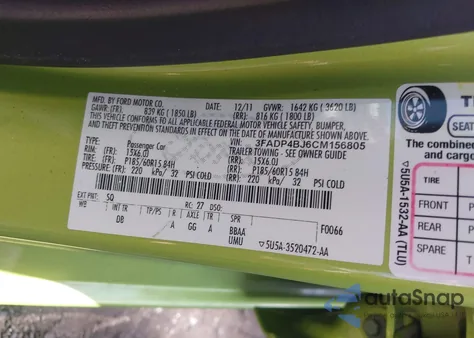 MFD. BY FORD MOTOR CO.
DATE: 12/11 GVWR: 1642 KG ( 3620 LB)
GAWR: (FR): 839 KG ( 1850 LB) (RR): 816 KG ( 1800 LB)
THIS VEHICLE CONFORMS TO ALL APPLICABLE FEDERAL MOTOR VEHICLE SAFETY, BUMPER,
AND THEFT PREVENTION STANDARDS IN EFFECT ON THE DATE OF MANUFACTURE SHOWN ABOVE.
VIN: 3FADP4BJ6CM156805
TYPE: Passenger Car TRAILER TOWING - SEE OWNER GUIDE
RIM: (FR): 15X6.0J (RR): 15X6.0J
TIRE: (FR): P185/60R15 84H (RR): P185/60R15 84H
(FR): 220 kPa/ 32 PSI COLD (RR): 220 kPa/ 32 PSI COLD
EXT PNT: SQ RC: 27 DSO: F0066
WB INT TR TP/PS R AXLE TR SPR
DB A GG A BBAA
UMU
▽5U5A-3520472-AA
▽5U5A-1532-AA (TLU)
SEAT
The combined
and cargo
TIRE
FRONT P
REAR P
SPARE T
autoSnap